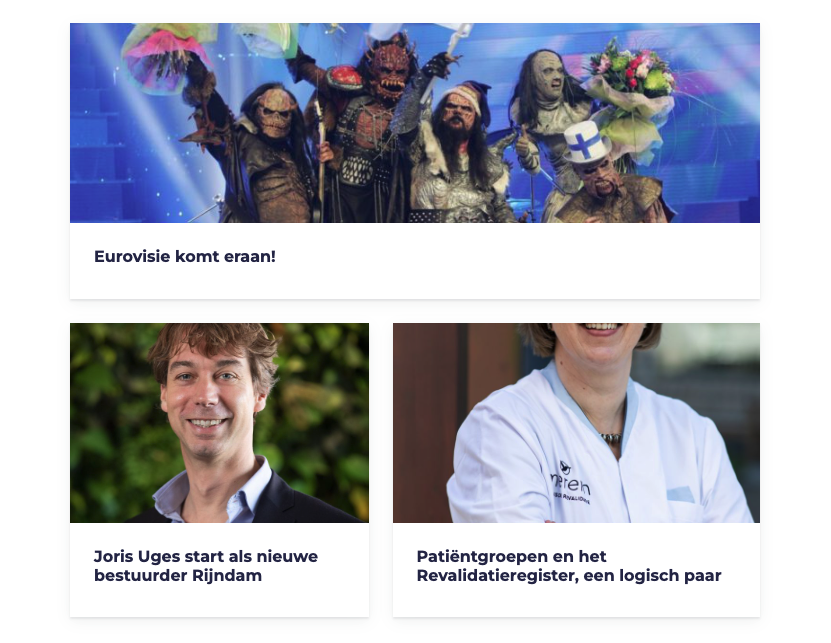 Eurovisie komt eraan!
Joris Uges start als nieuwe
bestuurder Rijndam
Patiëntgroepen en het
Revalidatieregister, een logisch paar